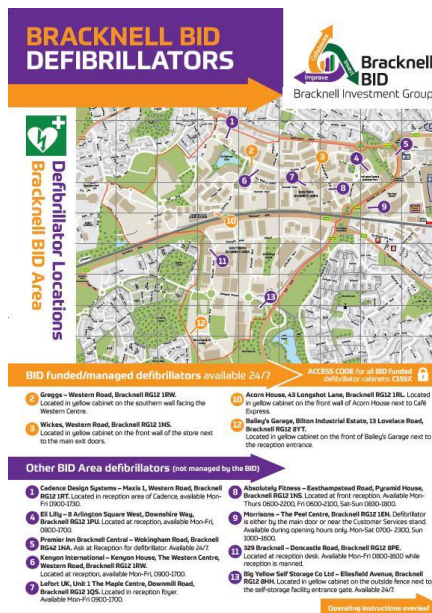 BRACKNELL BID
DEFIBRILLATORS
Collaborate
Invest
Improve
Bracknell
BID
Bracknell Investment Group
Defibrillator Locations
Bracknell BID Area
BID funded/managed defibrillators available 24/7
ACCESS CODE for all BID funded
defibrillator cabinets: C159X
2 Greggs – Western Road, Bracknell RG12 1RW.
Located in yellow cabinet on the southern wall facing the
Western Centre.
3 Wickes, Western Road, Bracknell RG12 1NS.
Located in yellow cabinet on the front wall of the store next
to the main exit doors.
10 Acorn House, 43 Longshot Lane, Bracknell RG12 1RL. Located
in yellow cabinet on the front wall of Acorn House next to Café
Express.
12 Bailey's Garage, Bilton Industrial Estate, 13 Lovelace Road,
Bracknell RG12 8YT.
Located in yellow cabinet on the front of Bailey's Garage next to
the reception entrance.
Other BID Area defibrillators (not managed by the BID)
1 Cadence Design Systems – Maxis 1, Western Road, Bracknell
RG12 1RT. Located in reception area of Cadence, available Mon-
Fri 0900-1730.
4 Eli Lilly – 8 Arlington Square West, Downshire Way,
Bracknell RG12 1PU. Located at reception, available Mon-Fri,
0800-1700.
5 Premier Inn Bracknell Central – Wokingham Road, Bracknell
RG42 1NA. Ask at Reception for defibrillator. Available 24/7.
6 Kenyon International – Kenyon House, The Western Centre,
Western Road, Bracknell RG12 1RW.
Located at reception, available Mon-Fri, 0900-1700.
7 Lefort UK, Unit 1 The Maple Centre, Downmill Road,
Bracknell RG12 1QS. Located in reception foyer.
Available Mon-Fri 0900-1700.
8 Absolutely Fitness – Easthampstead Road, Pyramid House,
Bracknell RG12 1NS. Located at front reception. Available Mon-
Thurs 0600-2200, Fri 0600-2100, Sat-Sun 0830-1800.
9 Morrisons – The Peel Centre, Bracknell RG12 1EN. Defibrillator
is either by the main door or near the Customer Services stand.
Available during opening hours only. Mon-Sat 0700- 2300, Sun
1000-1600.
11 329 Bracknell – Doncastle Road, Bracknell RG12 8PE.
Located at reception desk. Available Mon-Fri 0800-1600 while
reception is manned.
13 Big Yellow Self Storage Co Ltd – Ellesfield Avenue, Bracknell
RG12 8HH. Located in yellow cabinet on the outside fence next to
the self-storage facility entrance gate. Available 24/7.
Operating instructions overleaf